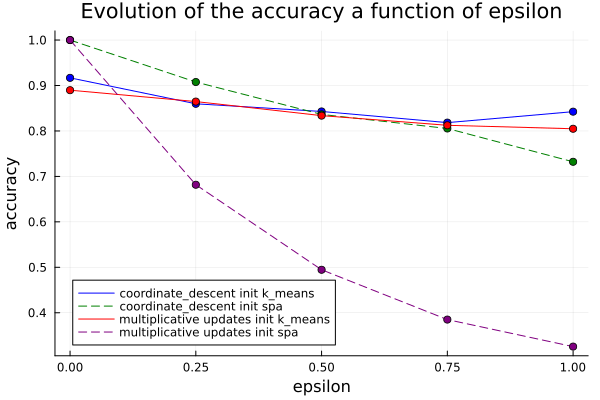 Evolution of the accuracy a function of epsilon
accuracy
1.0
0.9
0.8
0.7
0.6
0.5
0.4
coordinate_descent init k_means
coordinate_descent init spa
multiplicative updates init k_means
multiplicative updates init spa
0.00 0.25 0.50 0.75 1.00
epsilon